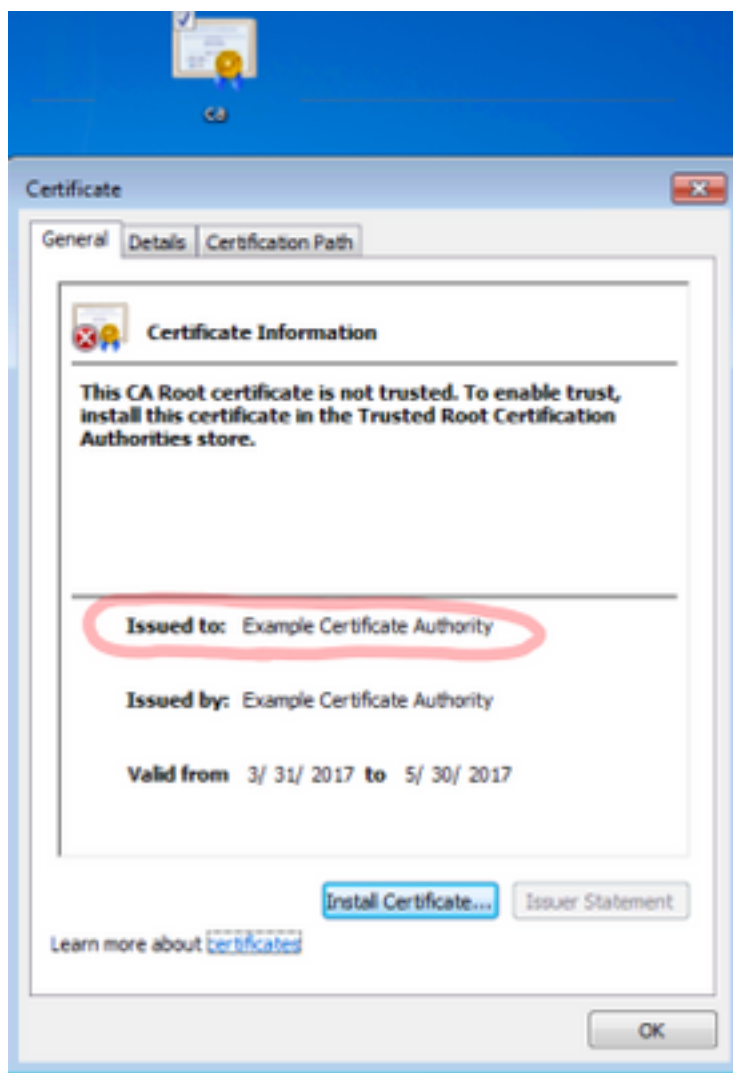 ca
Certificate
General Details Certification Path
Certificate Information
This CA Root certificate is not trusted. To enable trust,
install this certificate in the Trusted Root Certification
Authorities store.
Issued to: Example Certificate Authority
Issued by: Example Certificate Authority
Valid from 3/ 31/ 2017 to 5/ 30/ 2017
Install Certificate... Issuer Statement
Learn more about certificates
OK